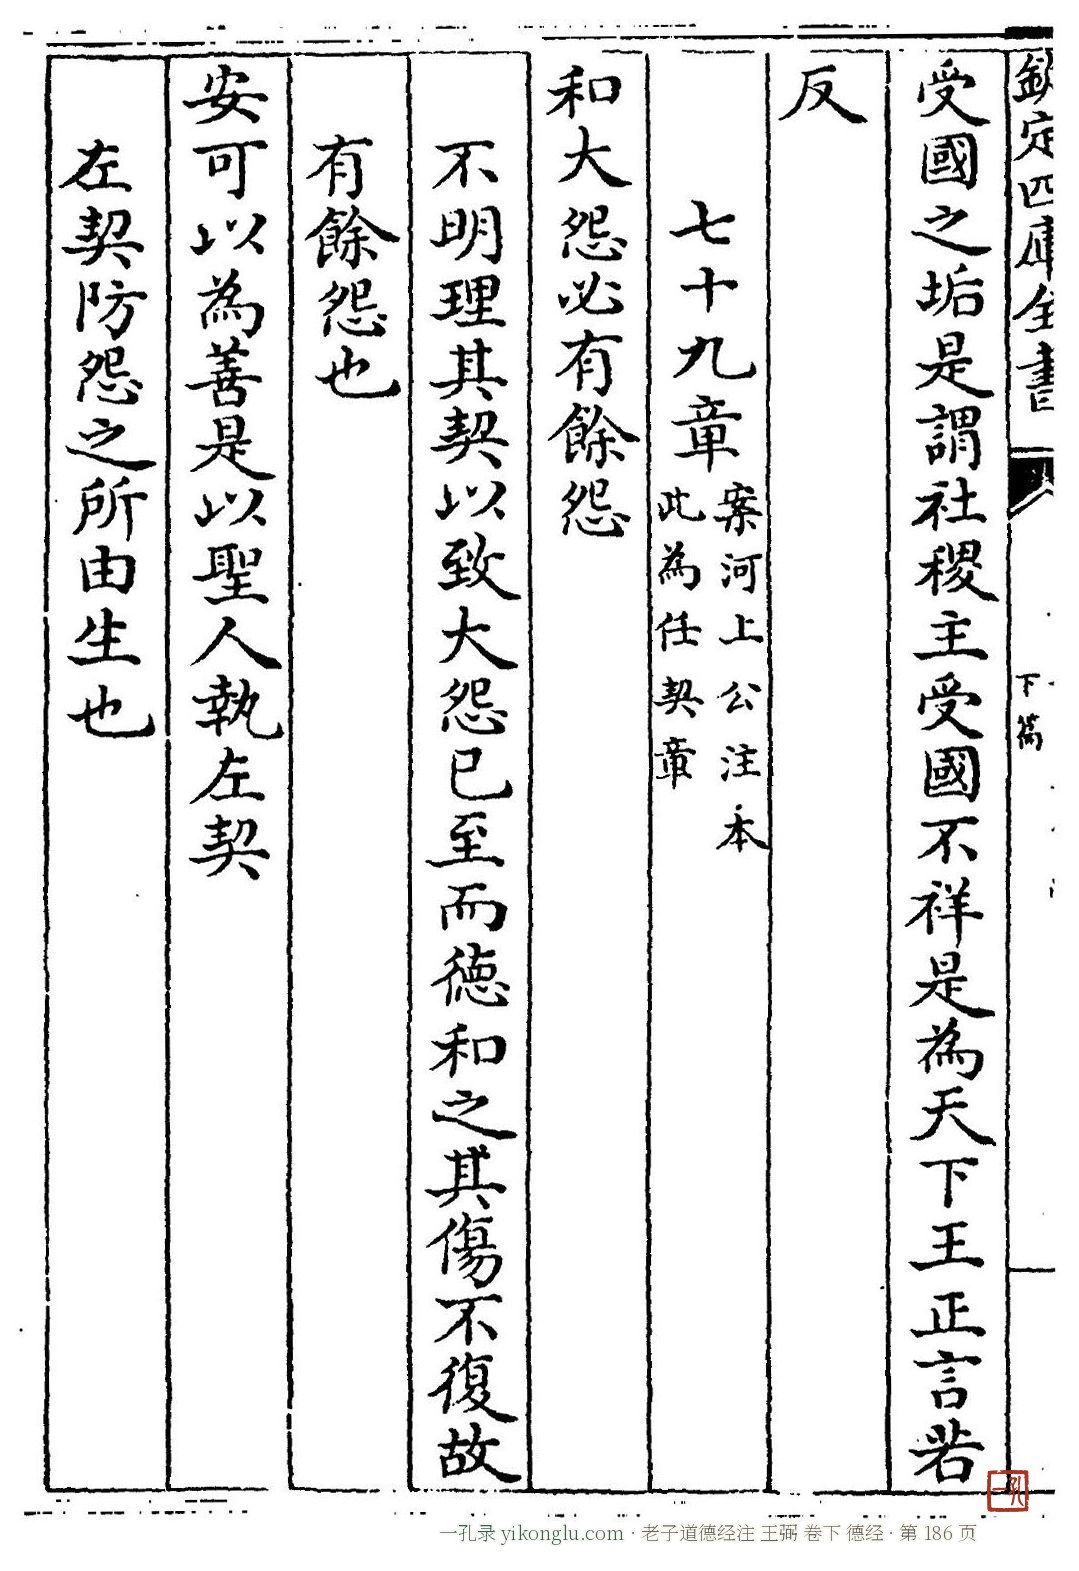 欽定四庫全書
下篇
受國之垢是謂社稷主受國不祥是為天下王正言若
反
七十九章案河上公注本
此為任契章
和大怨必有餘怨
不明理其契以致大怨已至而德和之其傷不復故
有餘怨也
安可以為善是以聖人執左契
左契防怨之所由生也
一孔
一孔录 yikonglu.com · 老子道德经注 王弼 卷下 德经 · 第 186 页